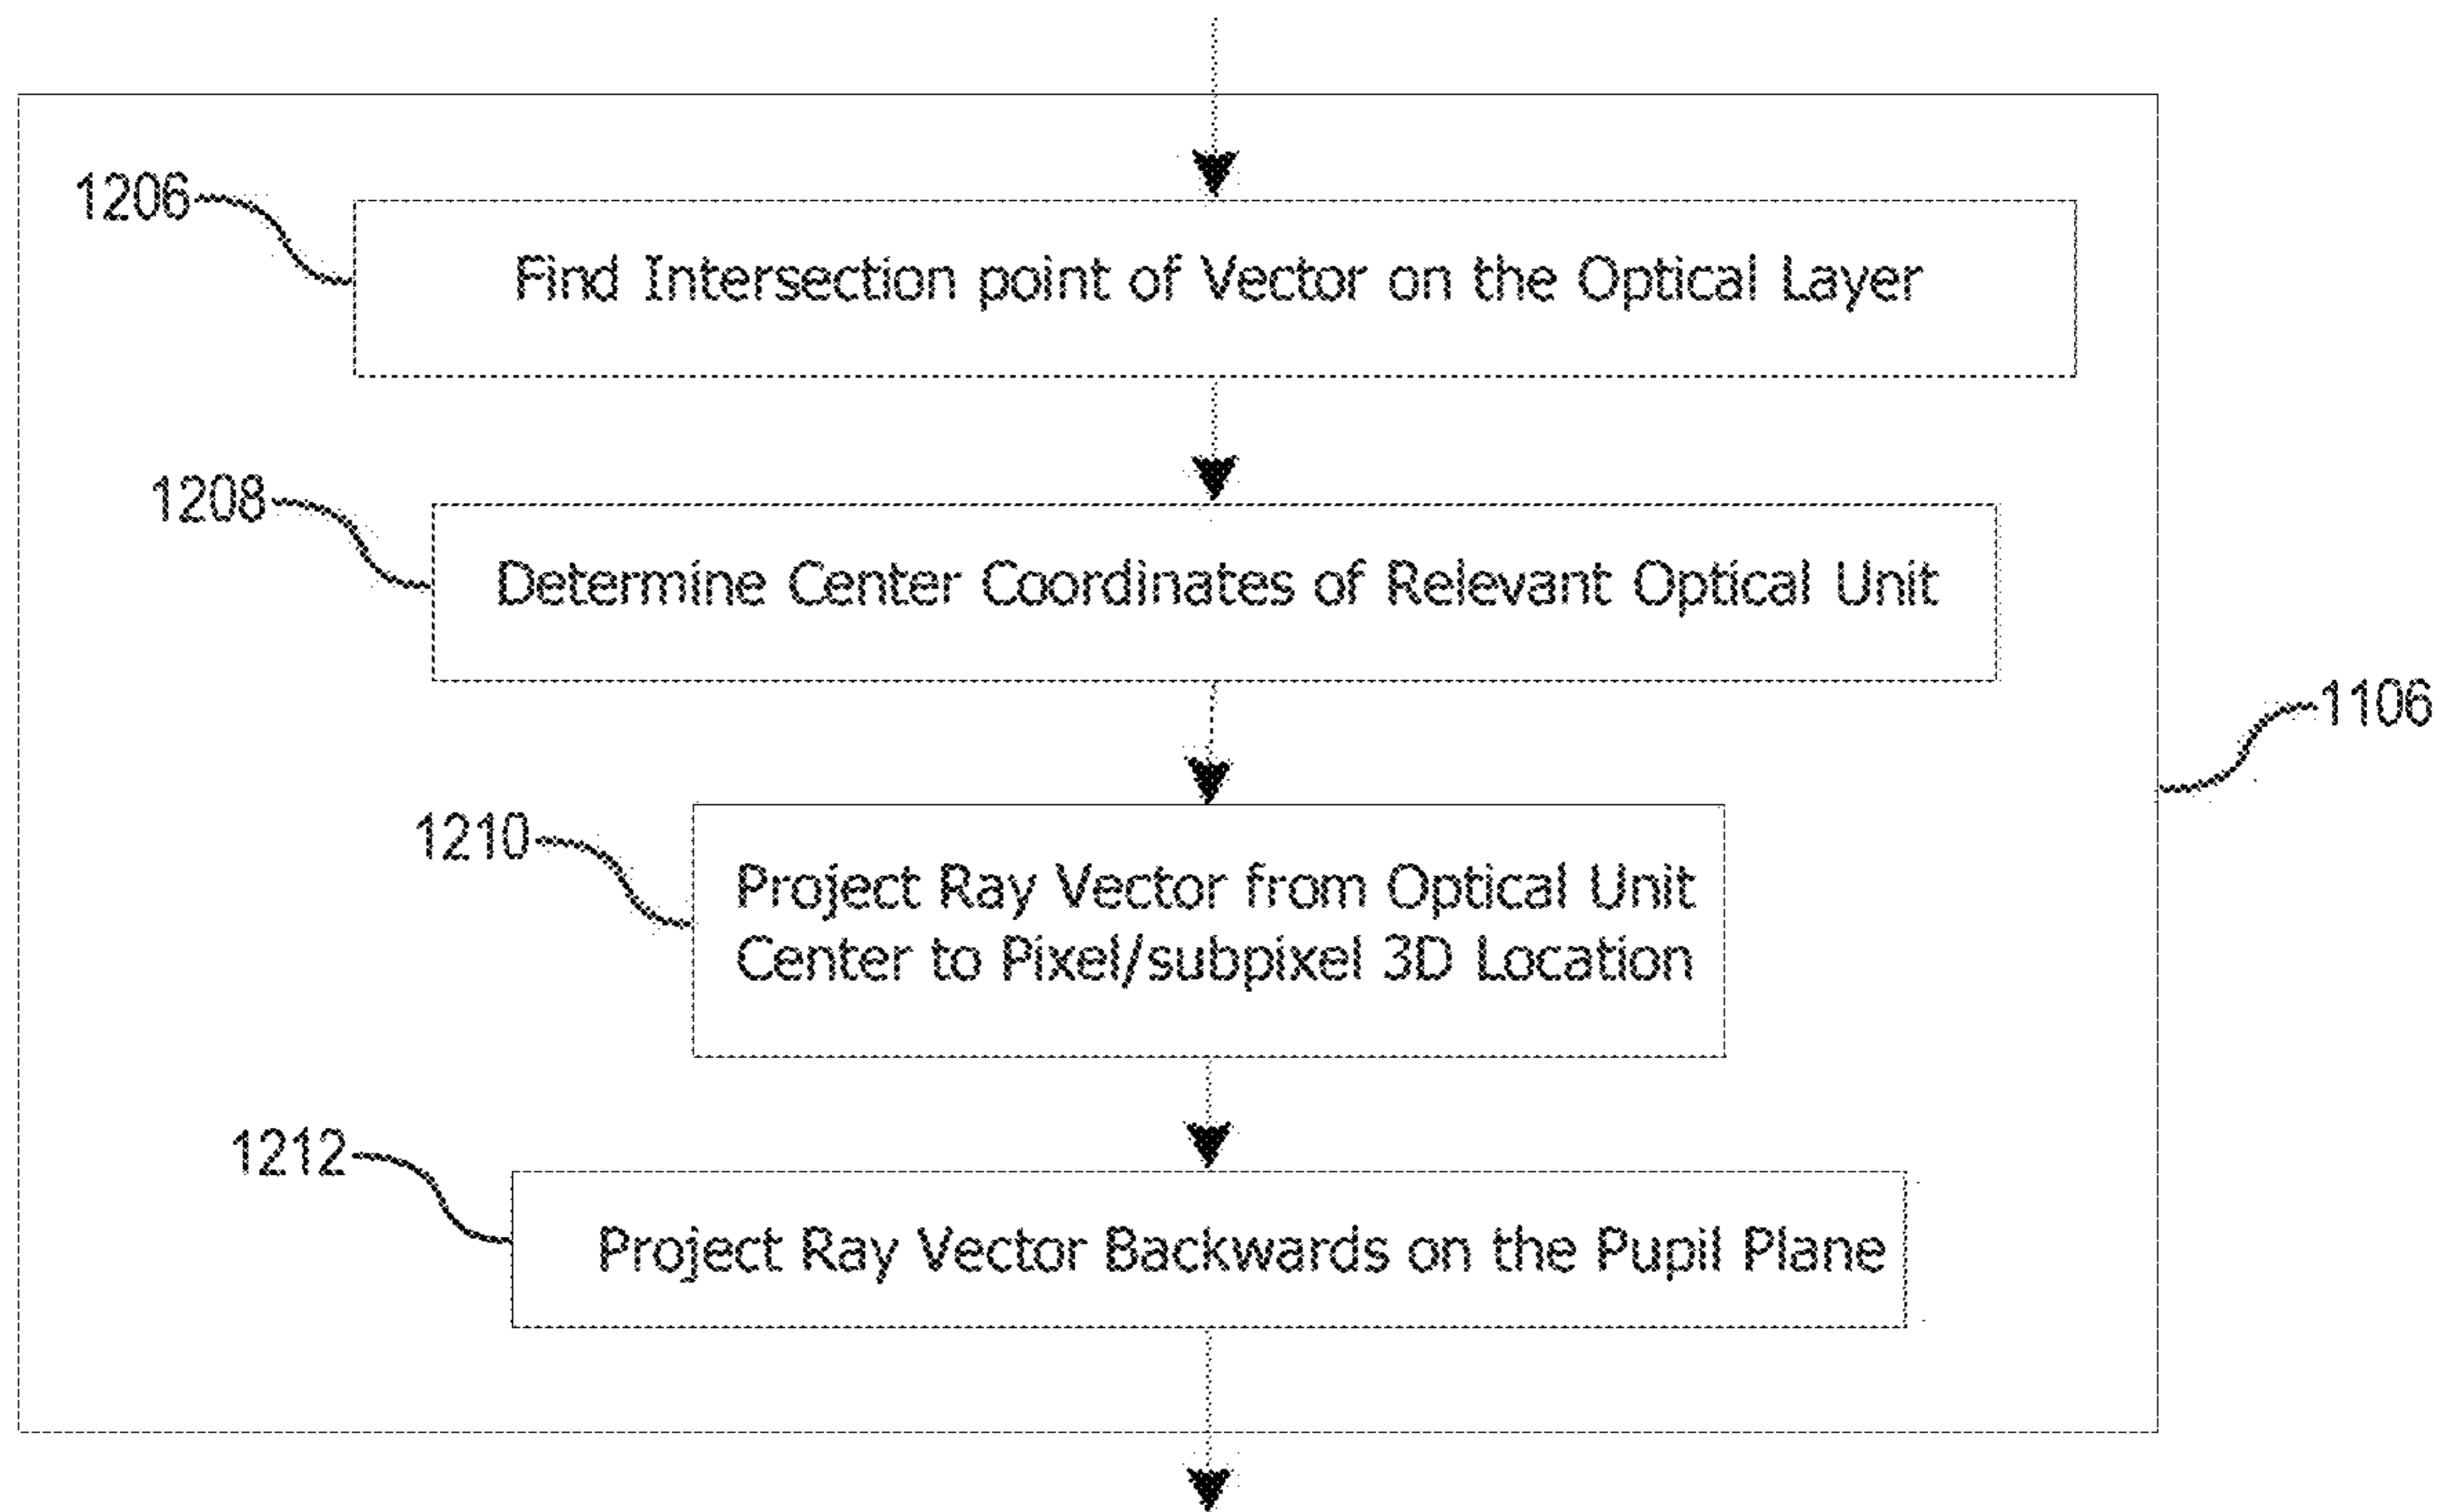 1206
Find Intersection point of Vector on the Optical Layer
1208
Determine Center Coordinates of Relevant Optical Unit
1106
1210
Project Ray Vector from Optical Unit
Center to Pixel/subpixel 3D Location
1212
Project Ray Vector Backwards on the Pupil Plane